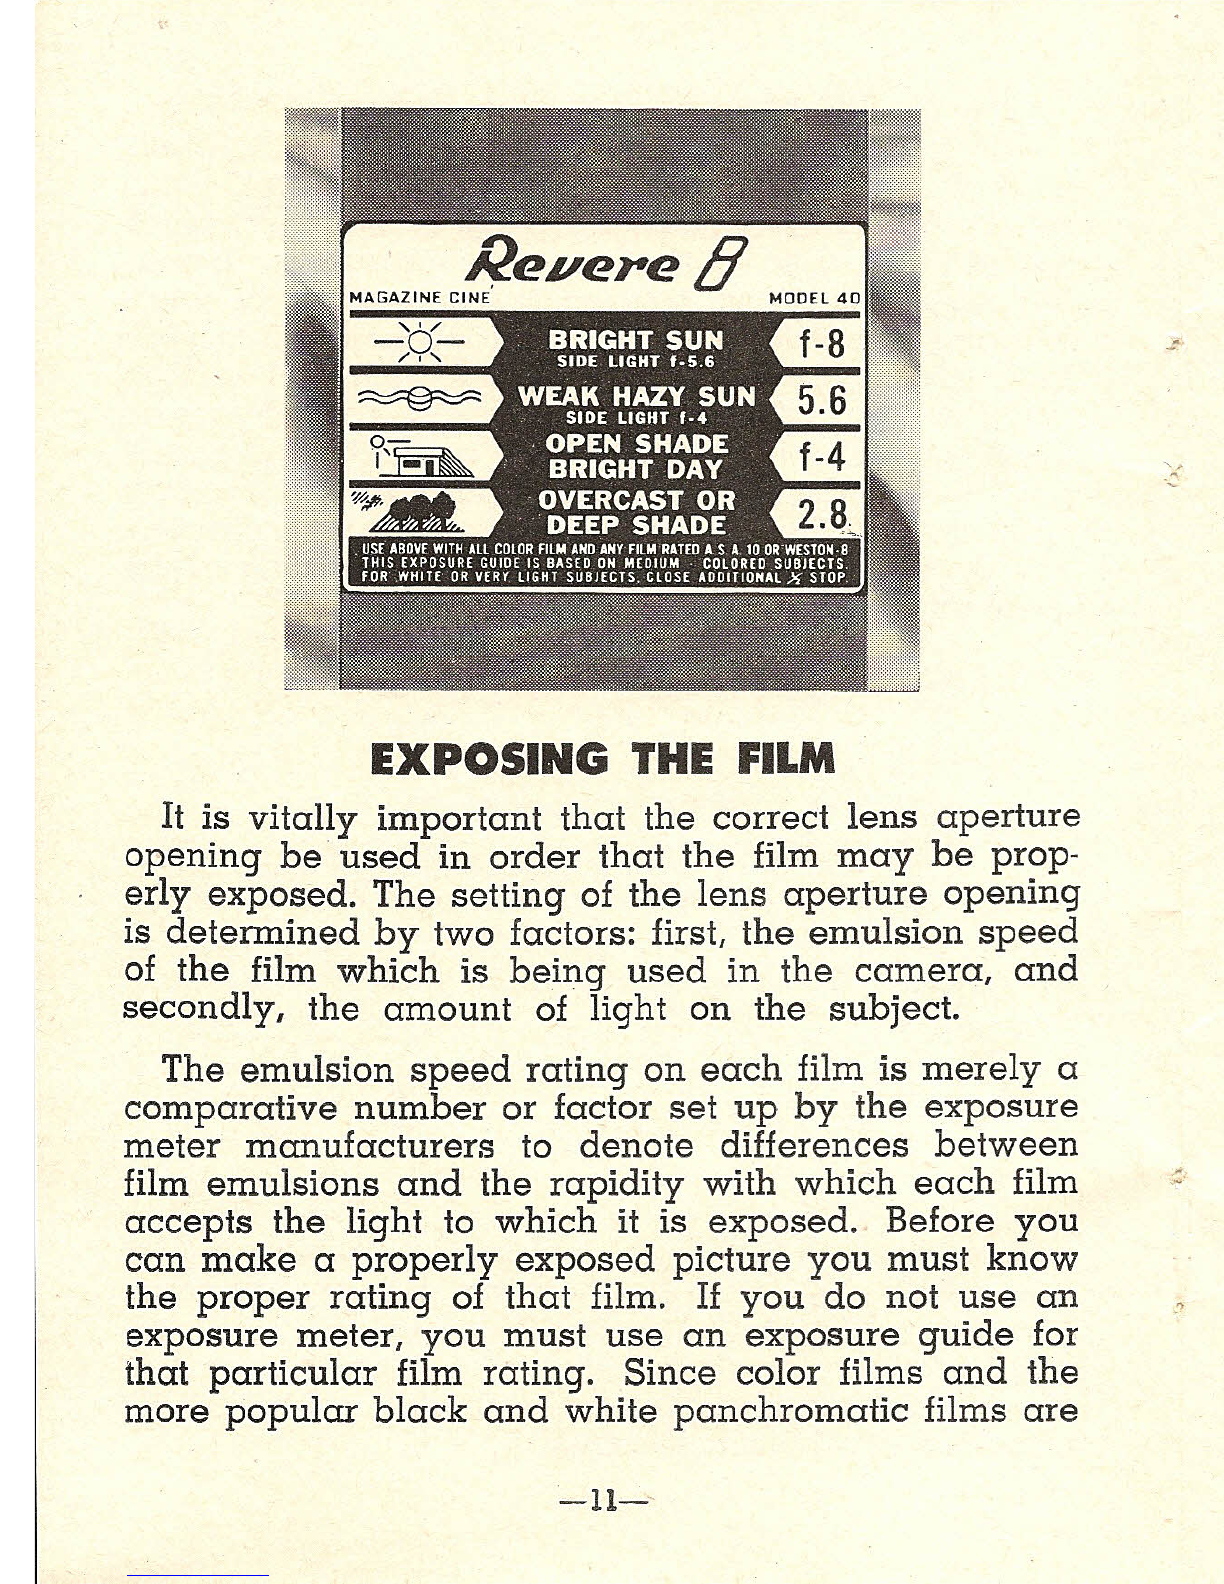 Revere 8
MAGAZINE CINE' MODEL 40
BRIGHT SUN f-8
SIDE LIGHT f-5.6
WEAK HAZY SUN 5.6
SIDE LIGHT f-4
OPEN SHADE
BRIGHT DAY f-4
OVERCAST OR
DEEP SHADE 2.8
USE ABOVE WITH ALL COLOR FILM AND ANY FILM RATED A.S.A. 10 OR WESTON-8
THIS EXPOSURE GUIDE IS BASED ON MEDIUM - COLORED SUBJECTS.
FOR WHITE OR VERY LIGHT SUBJECTS, CLOSE ADDITIONAL ½ STOP.
EXPOSING THE FILM
It is vitally important that the correct lens aperture
opening be used in order that the film may be prop-
erly exposed. The setting of the lens aperture opening
is determined by two factors: first, the emulsion speed
of the film which is being used in the camera, and
secondly, the amount of light on the subject.
The emulsion speed rating on each film is merely a
comparative number or factor set up by the exposure
meter manufacturers to denote differences between
film emulsions and the rapidity with which each film
accepts the light to which it is exposed. Before you
can make a properly exposed picture you must know
the proper rating of that film. If you do not use an
exposure meter, you must use an exposure guide for
that particular film rating. Since color films and the
more popular black and white panchromatic films are
—11—